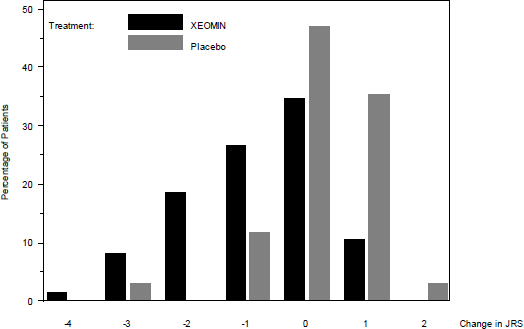 50
Treatment:
XEOMIN
Placebo
40
30
20
10
0
Percentage of Patients
-4 -3 -2 -1 0 1 2 Change in JRS